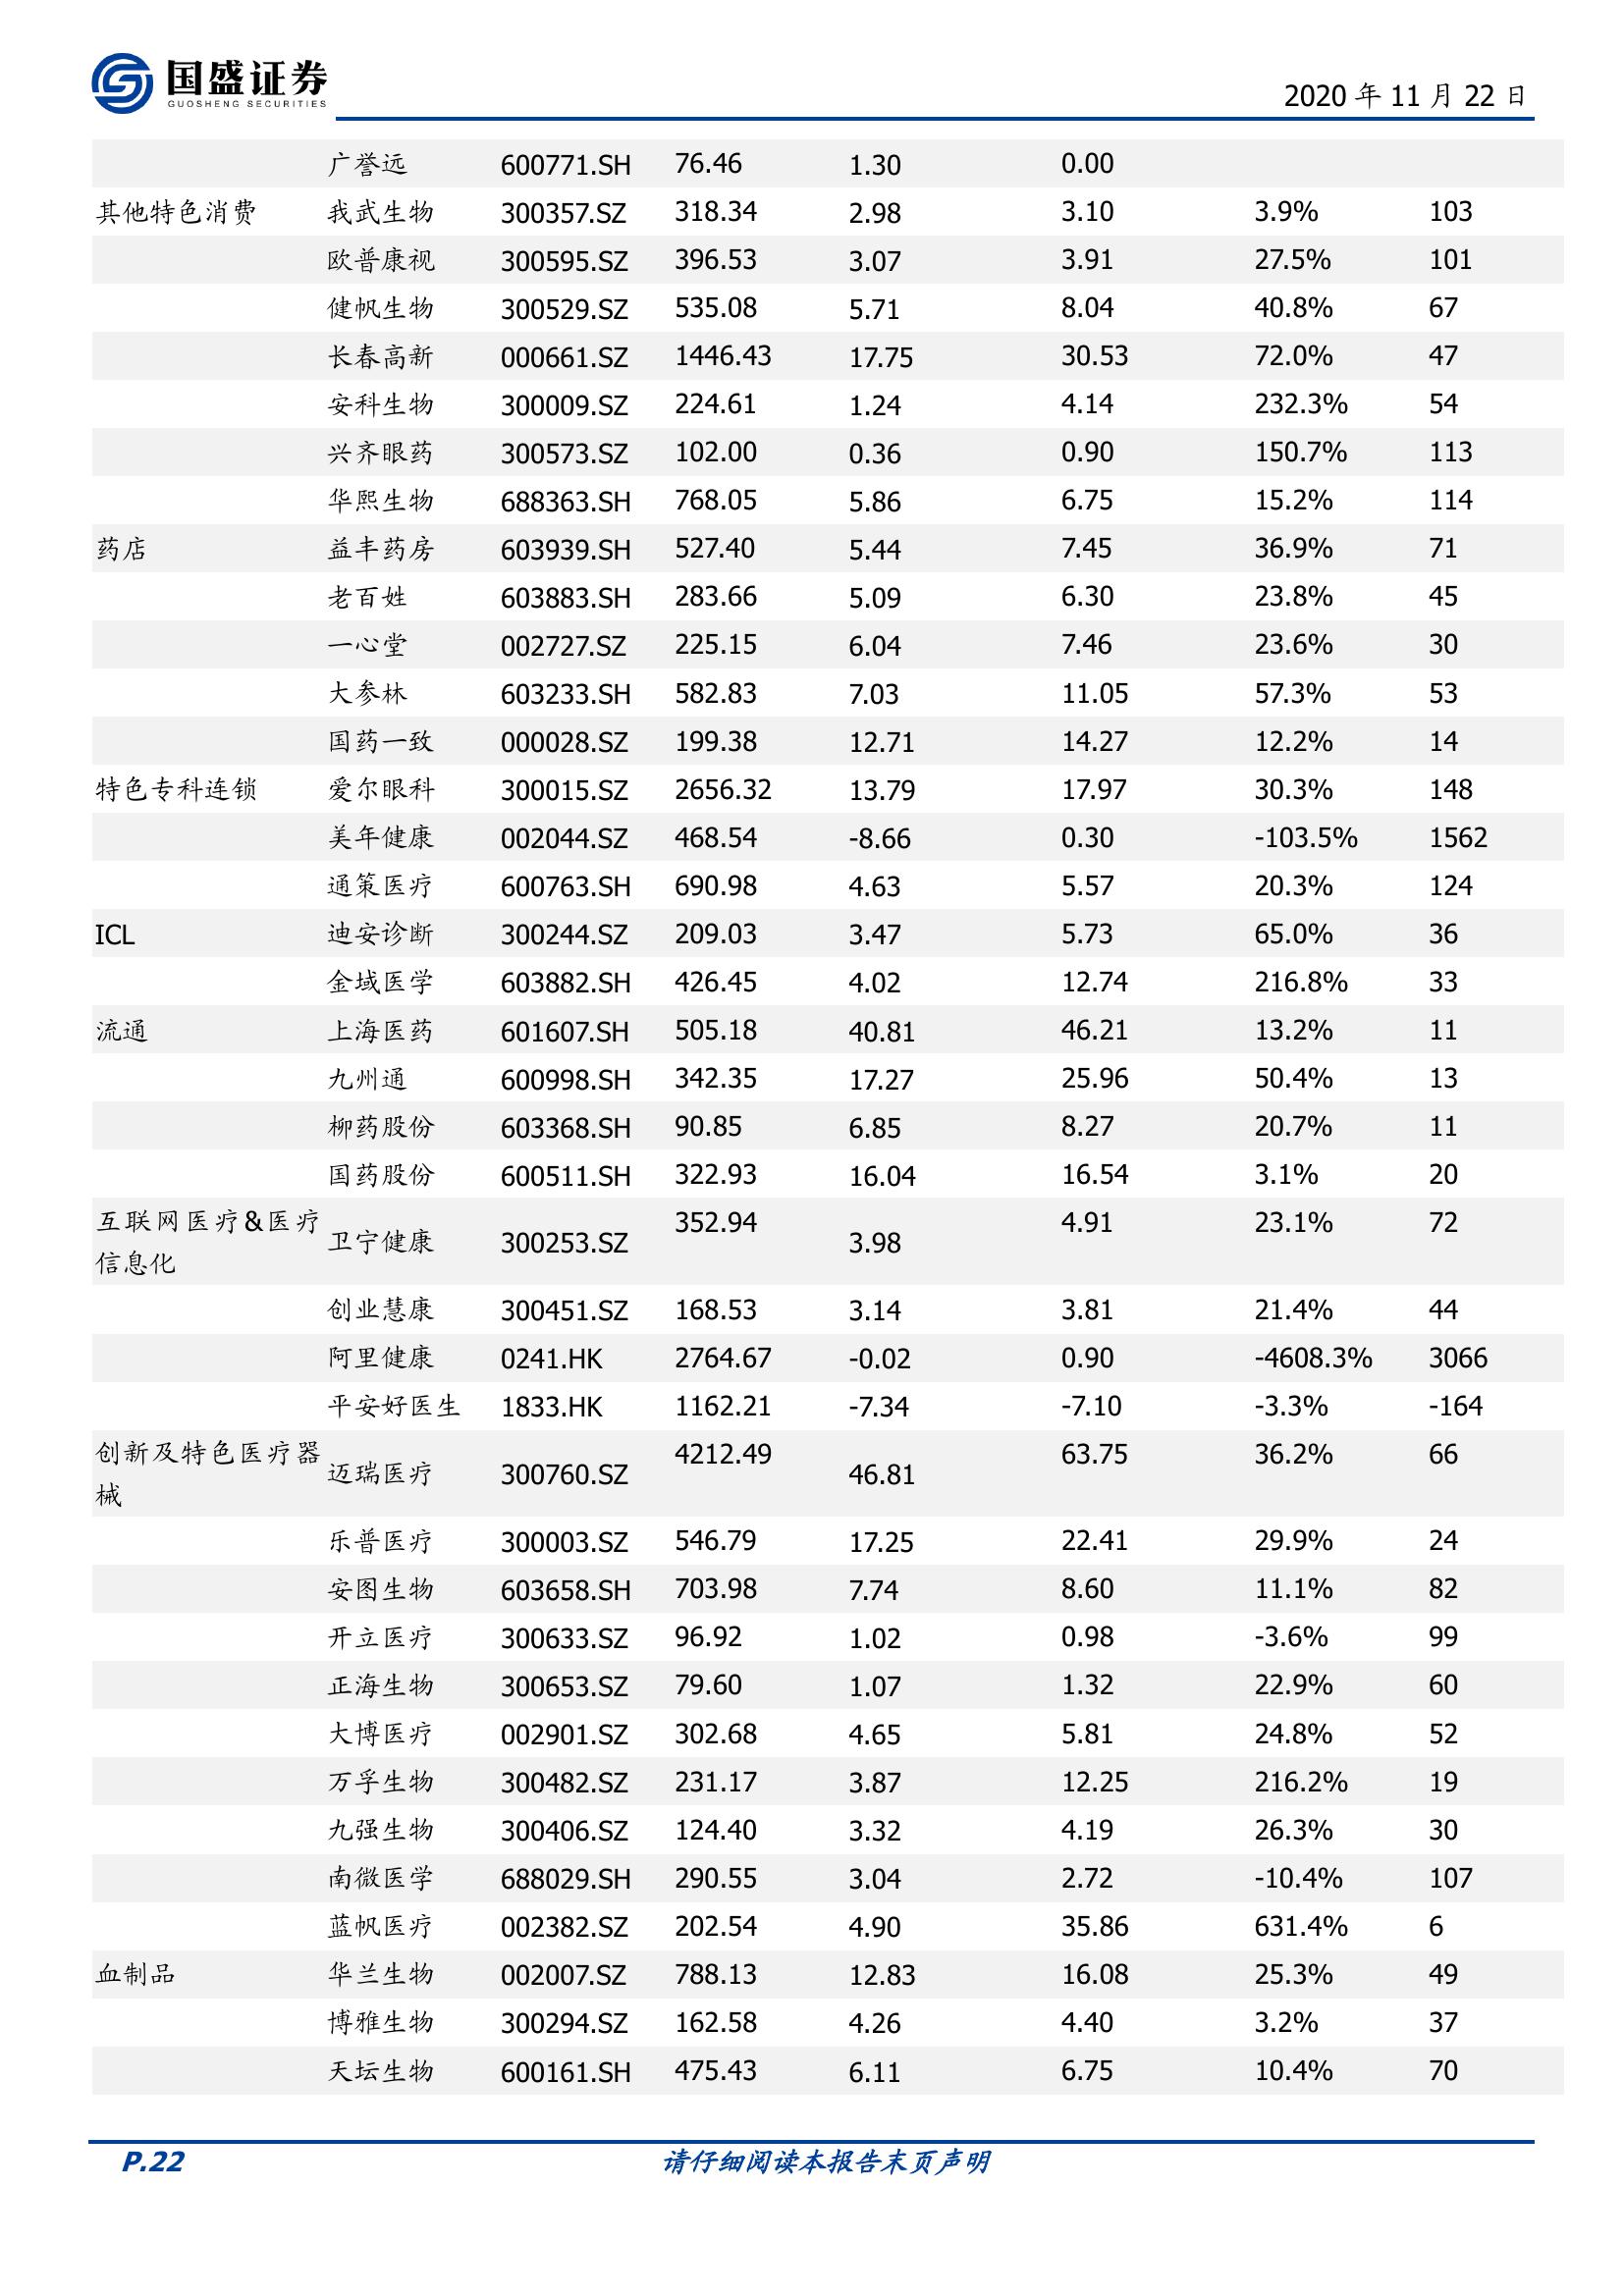 国盛证券
GUOSHENG SECURITIES
2020 年 11 月 22 日
广誉远 600771.SH 76.46 1.30 0.00
其他特色消费 我武生物 300357.SZ 318.34 2.98 3.10 3.9% 103
欧普康视 300595.SZ 396.53 3.07 3.91 27.5% 101
健帆生物 300529.SZ 535.08 5.71 8.04 40.8% 67
长春高新 000661.SZ 1446.43 17.75 30.53 72.0% 47
安科生物 300009.SZ 224.61 1.24 4.14 232.3% 54
兴齐眼药 300573.SZ 102.00 0.36 0.90 150.7% 113
华熙生物 688363.SH 768.05 5.86 6.75 15.2% 114
药店 益丰药房 603939.SH 527.40 5.44 7.45 36.9% 71
老百姓 603883.SH 283.66 5.09 6.30 23.8% 45
一心堂 002727.SZ 225.15 6.04 7.46 23.6% 30
大参林 603233.SH 582.83 7.03 11.05 57.3% 53
国药一致 000028.SZ 199.38 12.71 14.27 12.2% 14
特色专科连锁 爱尔眼科 300015.SZ 2656.32 13.79 17.97 30.3% 148
美年健康 002044.SZ 468.54 -8.66 0.30 -103.5% 1562
通策医疗 600763.SH 690.98 4.63 5.57 20.3% 124
ICL 迪安诊断 300244.SZ 209.03 3.47 5.73 65.0% 36
金域医学 603882.SH 426.45 4.02 12.74 216.8% 33
流通 上海医药 601607.SH 505.18 40.81 46.21 13.2% 11
九州通 600998.SH 342.35 17.27 25.96 50.4% 13
柳药股份 603368.SH 90.85 6.85 8.27 20.7% 11
国药股份 600511.SH 322.93 16.04 16.54 3.1% 20
互联网医疗&医疗
信息化 卫宁健康 300253.SZ 352.94 3.98 4.91 23.1% 72
创业慧康 300451.SZ 168.53 3.14 3.81 21.4% 44
阿里健康 0241.HK 2764.67 -0.02 0.90 -4608.3% 3066
平安好医生 1833.HK 1162.21 -7.34 -7.10 -3.3% -164
创新及特色医疗器
械 迈瑞医疗 300760.SZ 4212.49 46.81 63.75 36.2% 66
乐普医疗 300003.SZ 546.79 17.25 22.41 29.9% 24
安图生物 603658.SH 703.98 7.74 8.60 11.1% 82
开立医疗 300633.SZ 96.92 1.02 0.98 -3.6% 99
正海生物 300653.SZ 79.60 1.07 1.32 22.9% 60
大博医疗 002901.SZ 302.68 4.65 5.81 24.8% 52
万孚生物 300482.SZ 231.17 3.87 12.25 216.2% 19
九强生物 300406.SZ 124.40 3.32 4.19 26.3% 30
南微医学 688029.SH 290.55 3.04 2.72 -10.4% 107
蓝帆医疗 002382.SZ 202.54 4.90 35.86 631.4% 6
血制品 华兰生物 002007.SZ 788.13 12.83 16.08 25.3% 49
博雅生物 300294.SZ 162.58 4.26 4.40 3.2% 37
天坛生物 600161.SH 475.43 6.11 6.75 10.4% 70
P.22 请仔细阅读本报告末页声明